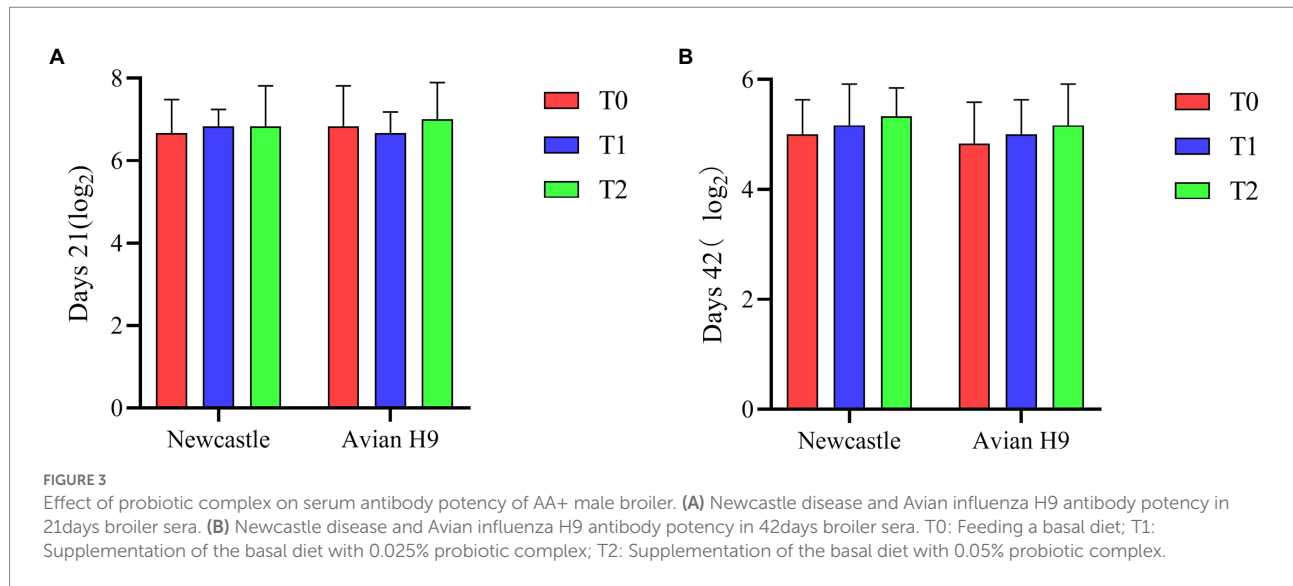 A
Days 21(log₂)
8
6
4
2
0
Newcastle
Avian H9
T0
T1
T2
B
Days 42( log₂)
6
4
2
0
Newcastle
Avian H9
T0
T1
T2
FIGURE 3
Effect of probiotic complex on serum antibody potency of AA+ male broiler. (A) Newcastle disease and Avian influenza H9 antibody potency in
21days broiler sera. (B) Newcastle disease and Avian influenza H9 antibody potency in 42days broiler sera. T0: Feeding a basal diet; T1:
Supplementation of the basal diet with 0.025% probiotic complex; T2: Supplementation of the basal diet with 0.05% probiotic complex.